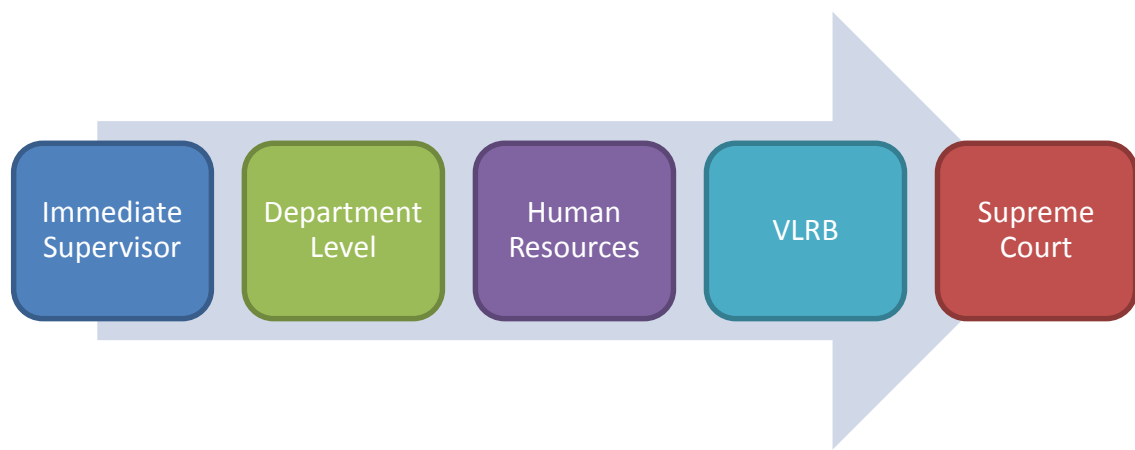 Immediate
Supervisor
Department
Level
Human
Resources
VLRB
Supreme
Court